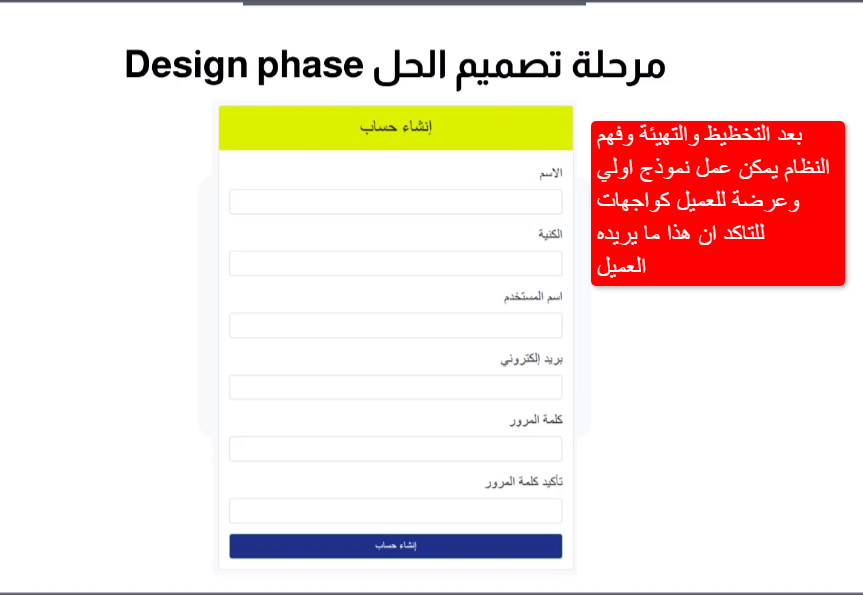 مرحلة تصميم الحل Design phase
إنشاء حساب
الاسم
الكنية
اسم المستخدم
بريد إلكتروني
كلمة المرور
تأكيد كلمة المرور
إنشاء حساب
بعد التخظيظ والتهيئة وفهم
النظام يمكن عمل نموذج اولي
وعرضة للعميل كواجهات
للتاكد ان هذا ما يريده
العميل